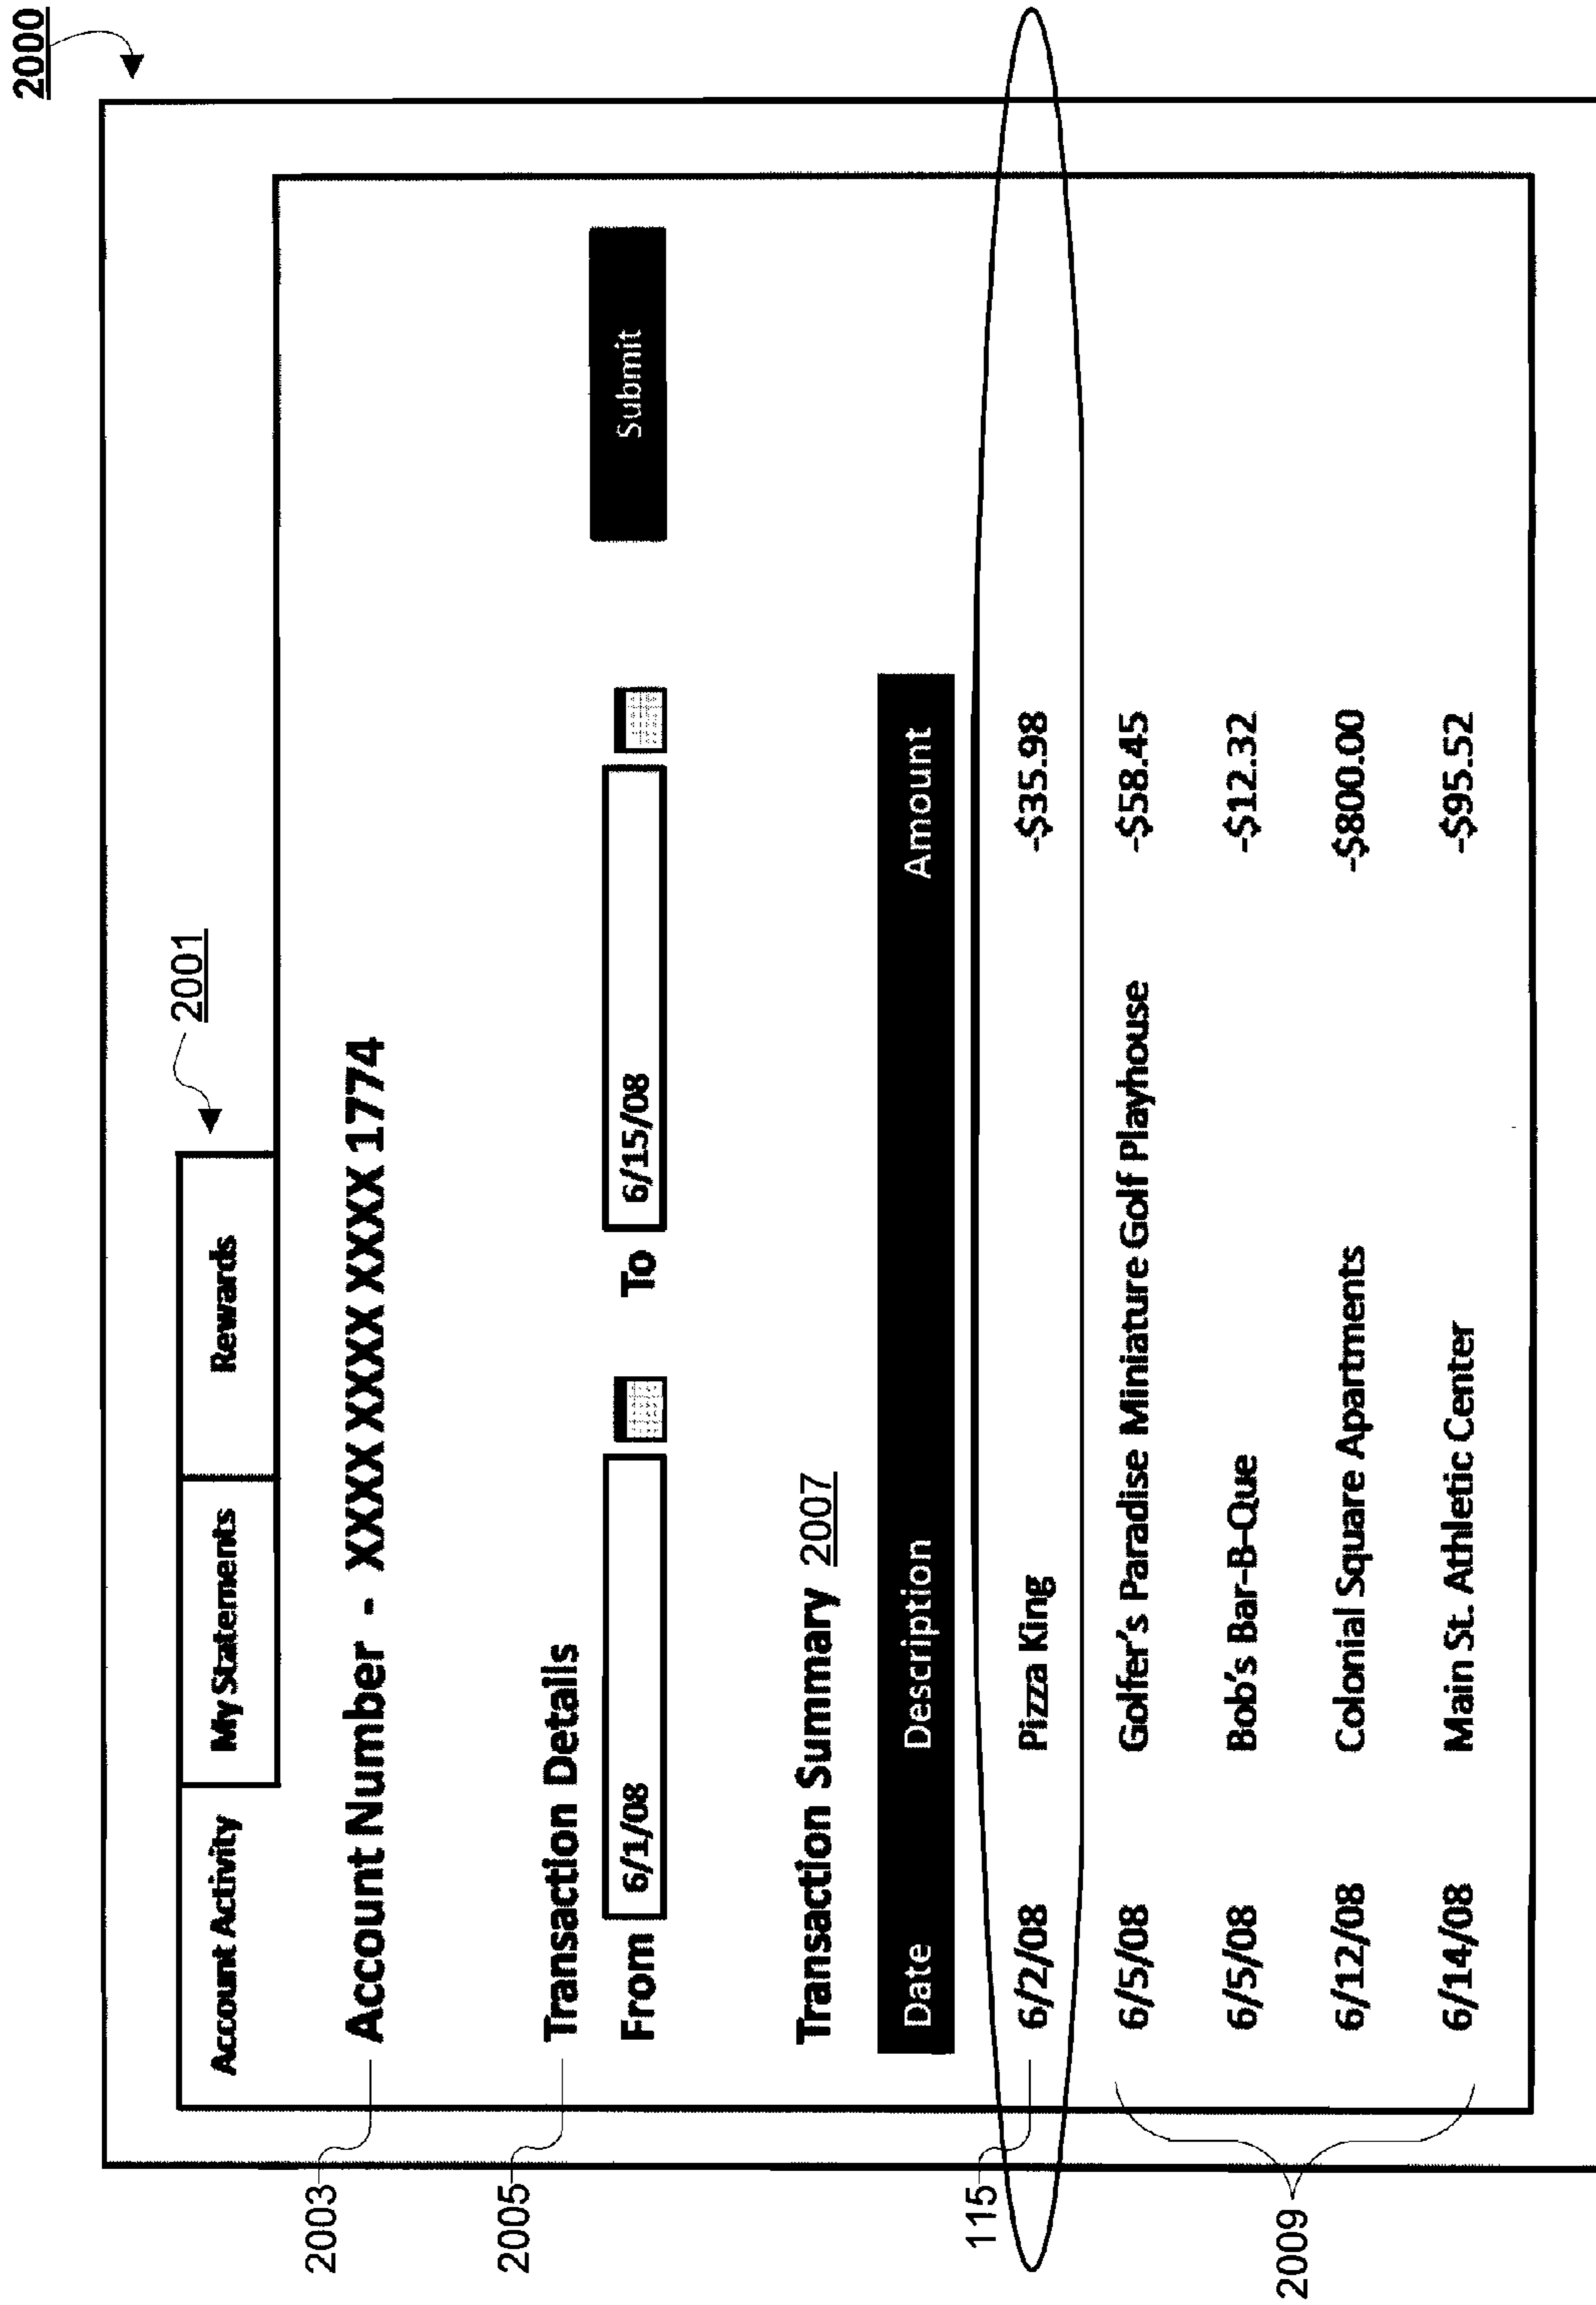 2000
2001
Account Activity My Statements Rewards
2003 Account Number - XXXX XXXX XXXX 1774
2005 Transaction Details
From 6/1/08 To 6/15/08 Submit
Transaction Summary 2007
Date Description Amount
115 6/2/08 Pizza King -$35.98
6/5/08 Golfer's Paradise Miniature Golf Playhouse -$58.45
6/5/08 Bob's Bar-B-Que -$12.32
2009
6/12/08 Colonial Square Apartments -$800.00
6/14/08 Main St. Athletic Center -$95.52